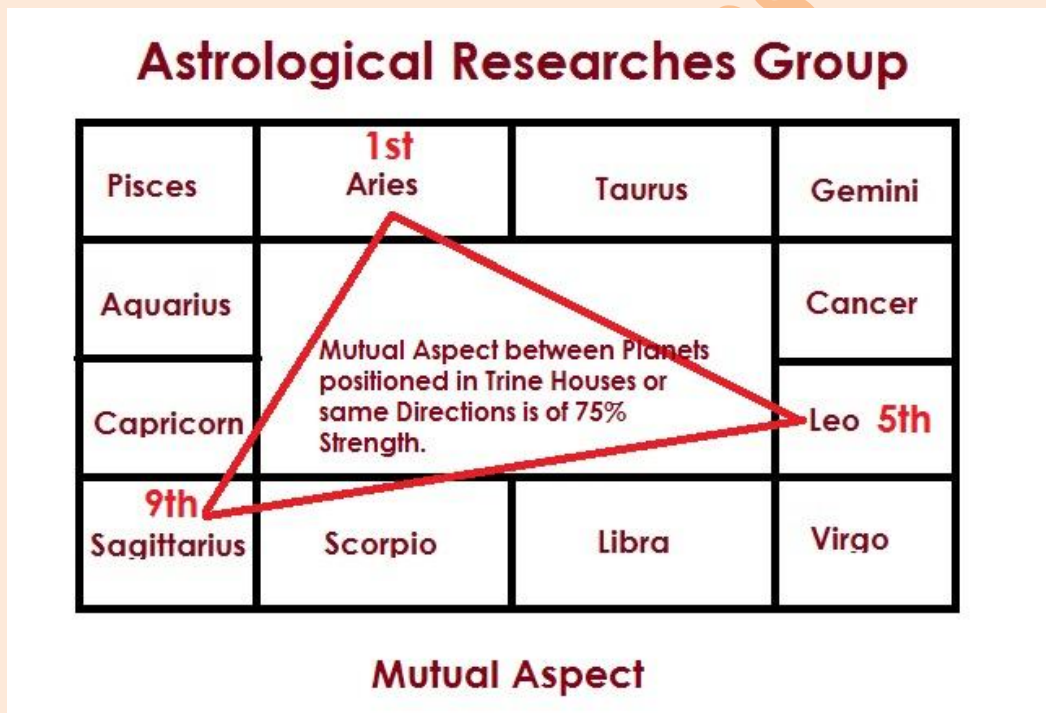 Astrological Researches Group
1st
Pisces Aries Taurus Gemini
Aquarius Cancer
Mutual Aspect between Planets
positioned in Trine Houses or
same Directions is of 75%
Strength.
Capricorn Leo 5th
9th
Sagittarius Scorpio Libra Virgo
Mutual Aspect